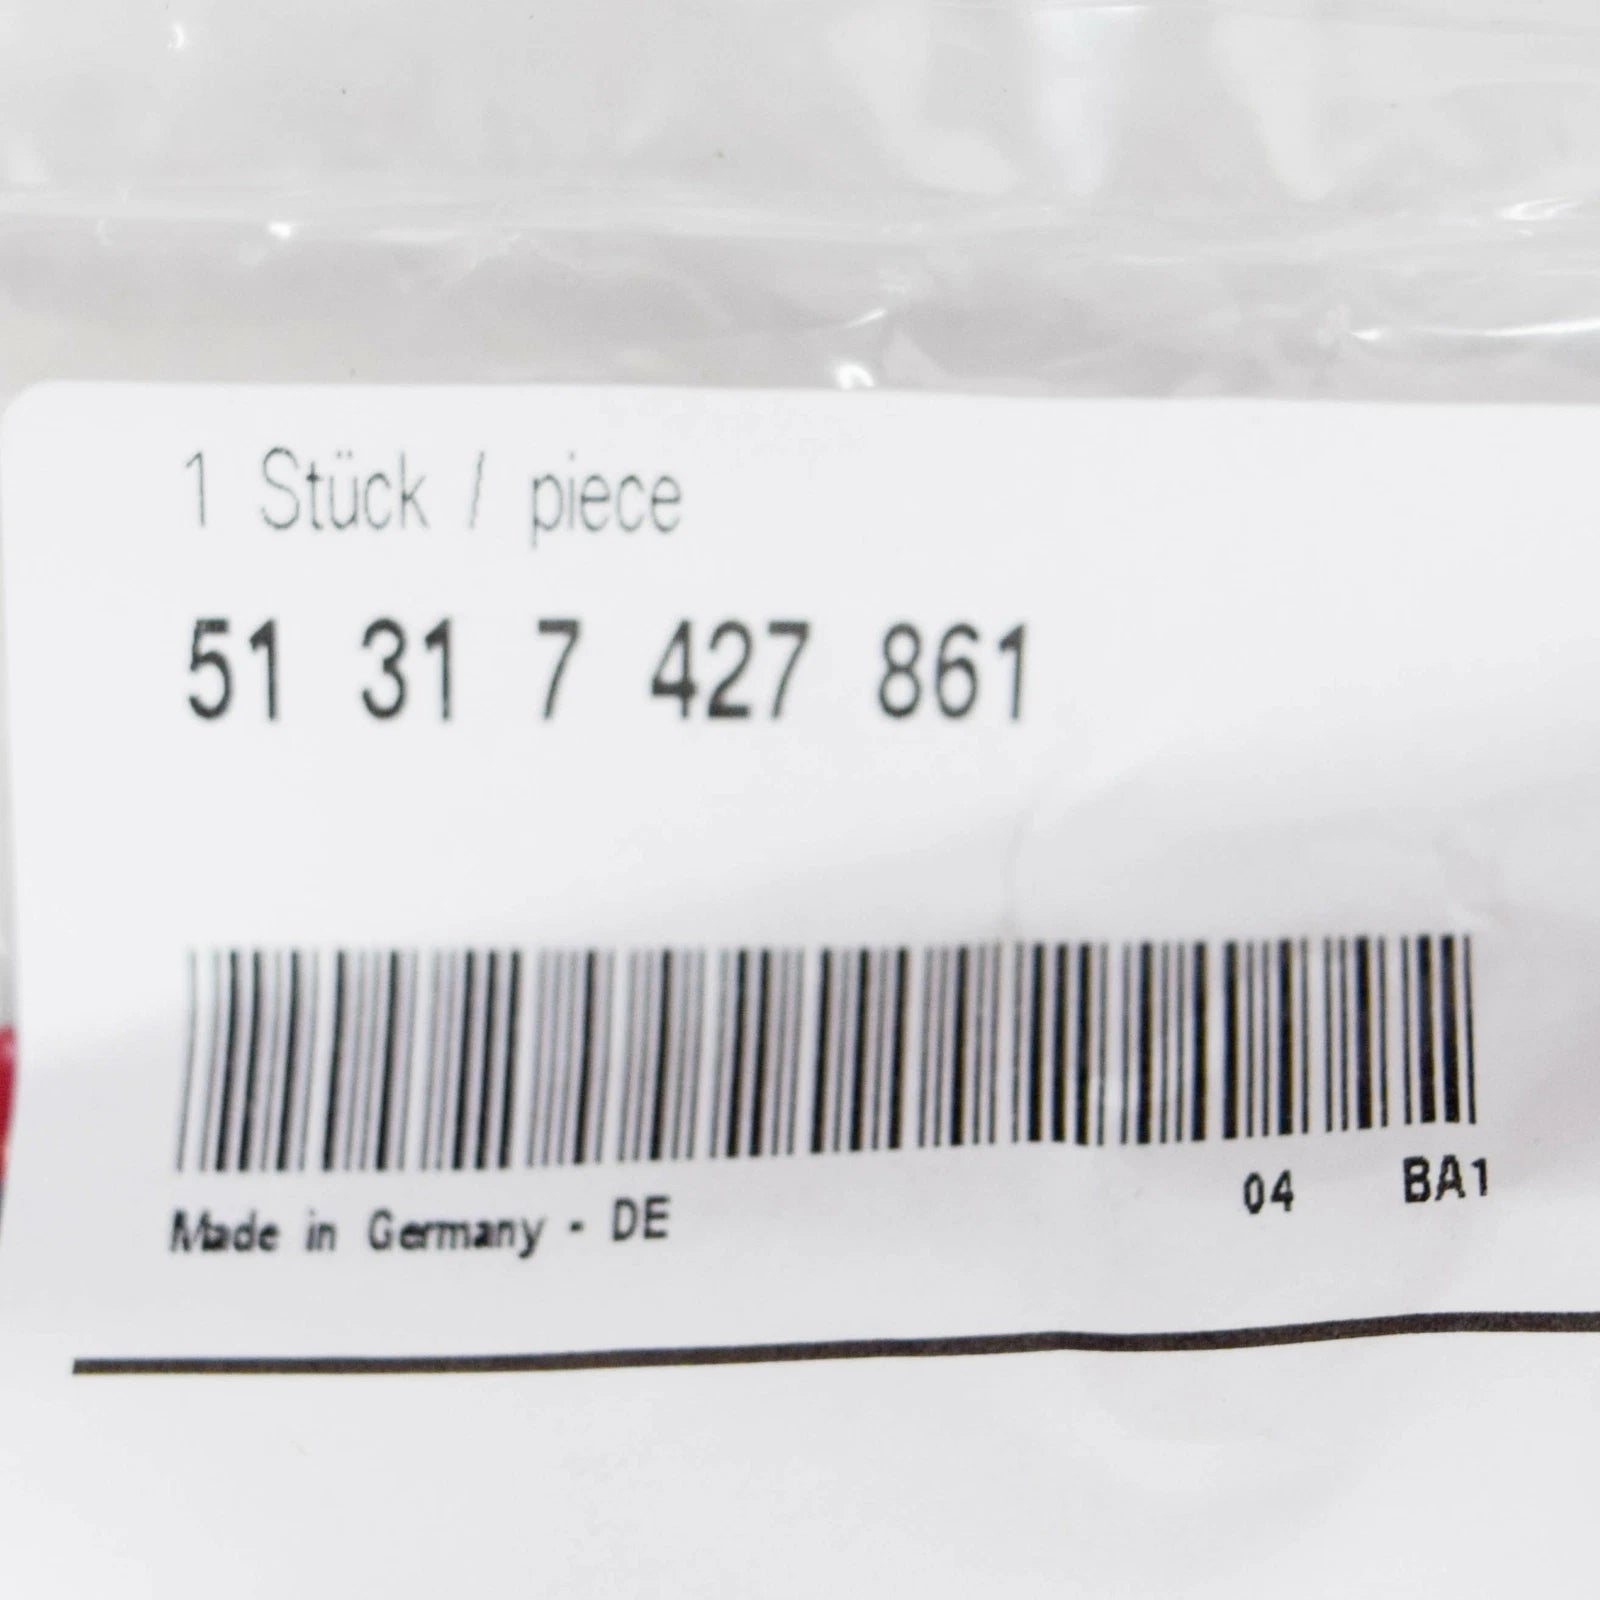 1 Stück / piece
51 31 7 427 861
04 BA1
Made in Germany - DE